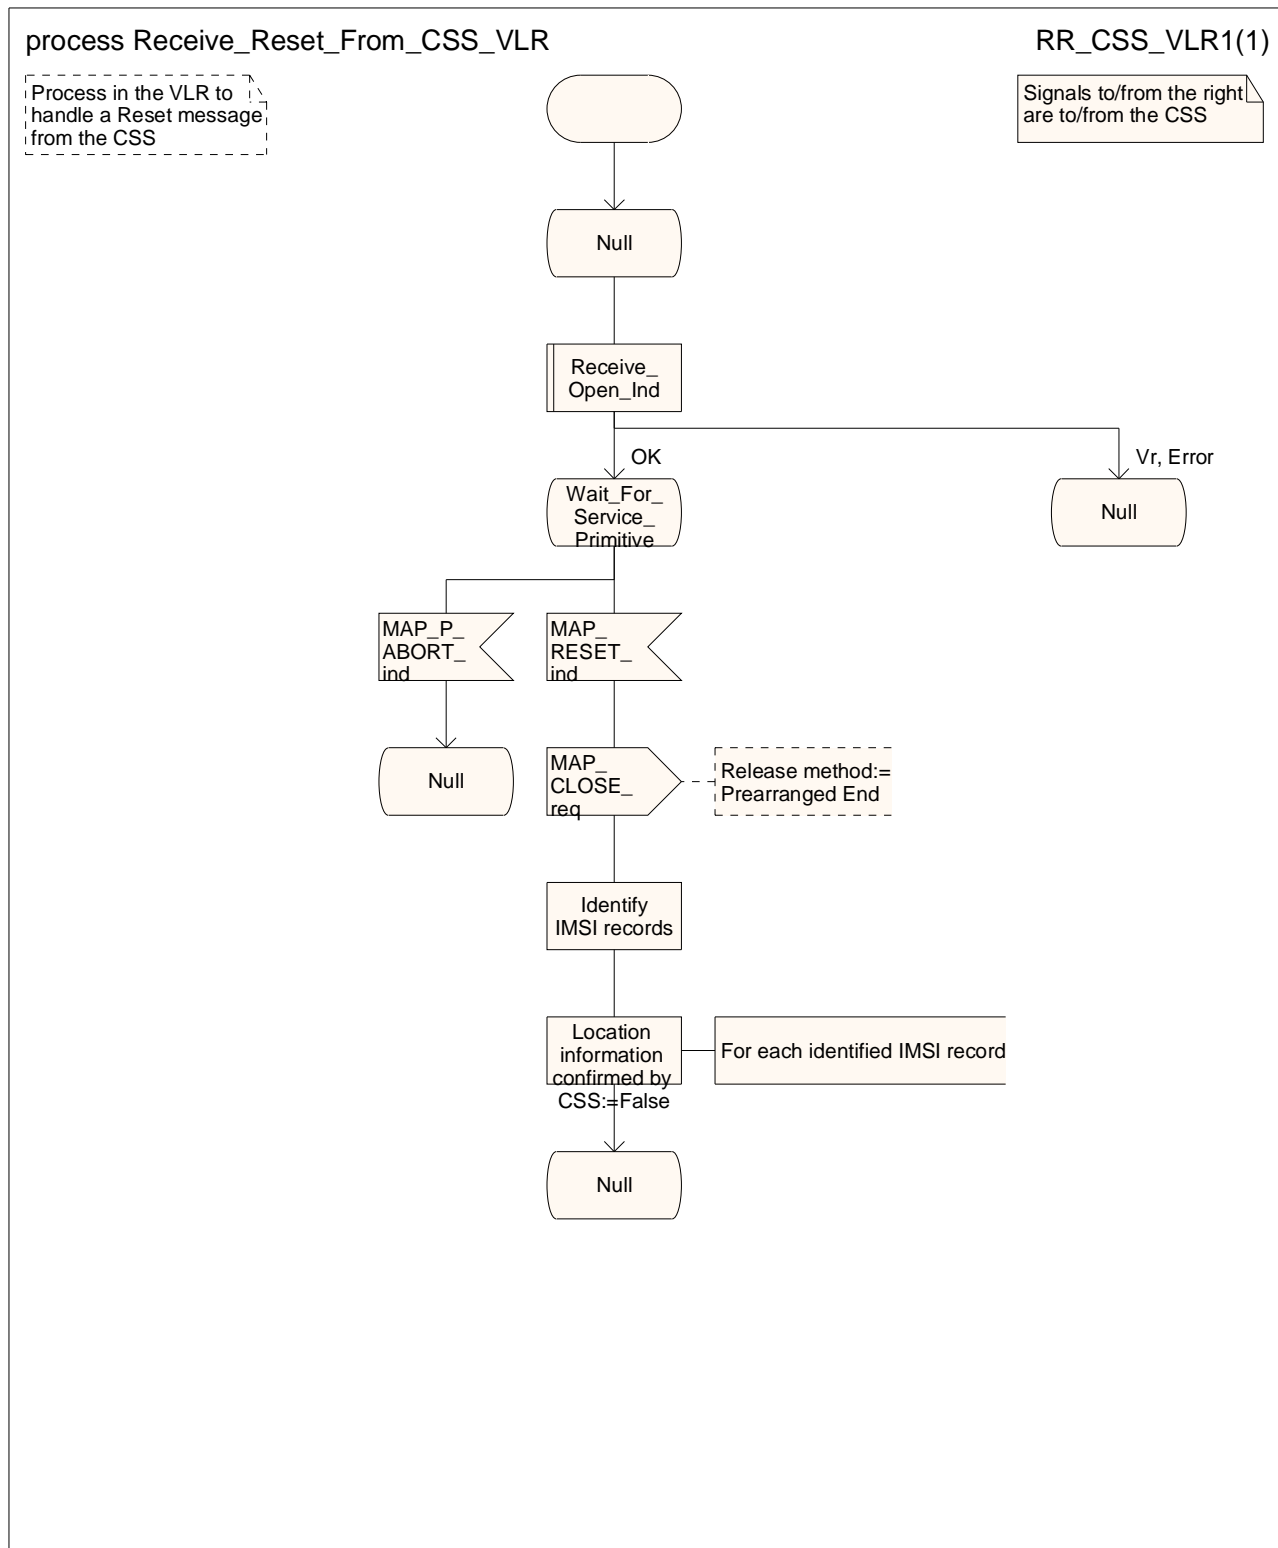 process Receive_Reset_From_CSS_VLR
RR_CSS_VLR1(1)
Process in the VLR to
handle a Reset message
from the CSS
Signals to/from the right
are to/from the CSS
Null
Receive_
Open_Ind
OK
Vr, Error
Wait_For_
Service_
Primitive
Null
MAP_P_
ABORT_
ind
MAP_
RESET_
ind
Null
MAP_
CLOSE_
req
Release method:=
Prearranged End
Identify
IMSI records
Location
information
confirmed by
CSS:=False
For each identified IMSI record
Null